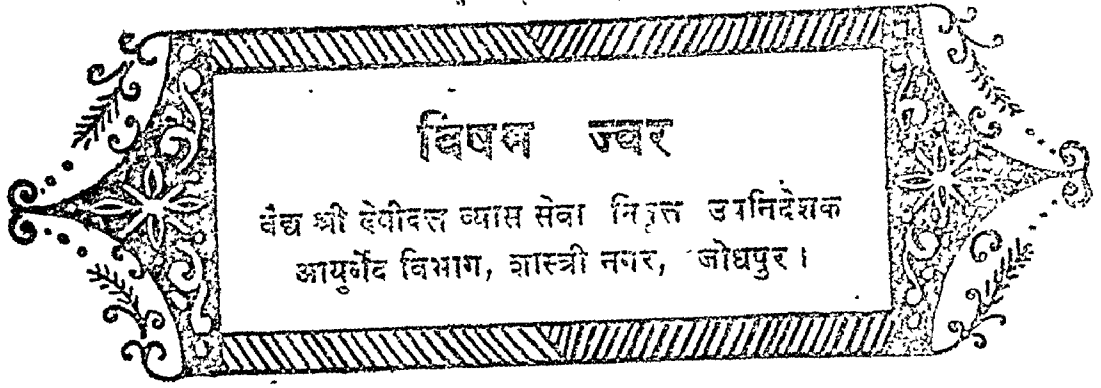 विषम ज्वर
वैद्य श्री देवीदत्त व्यास सेवा निवृत्त उपनिदेशक
आयुर्वेद विभाग, शास्त्री नगर, जोधपुर ।